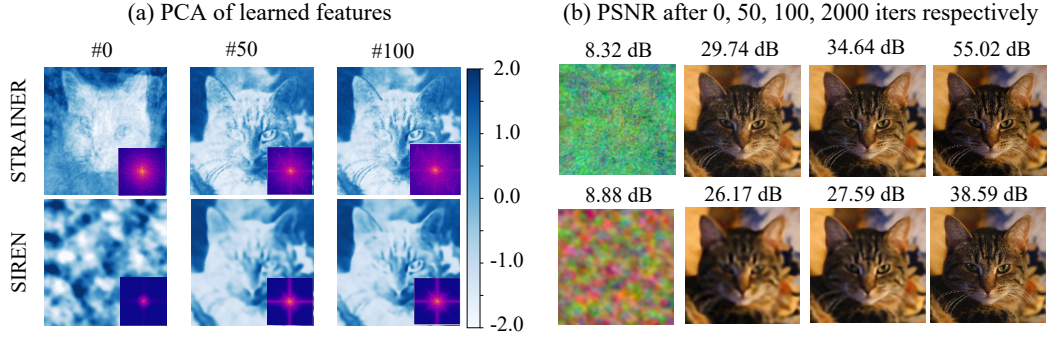 (a) PCA of learned features
(b) PSNR after 0, 50, 100, 2000 iters respectively
#0
#50
#100
STRAINER
SIREN
2.0
1.0
0.0
-1.0
-2.0
8.32 dB
29.74 dB
34.64 dB
55.02 dB
8.88 dB
26.17 dB
27.59 dB
38.59 dB